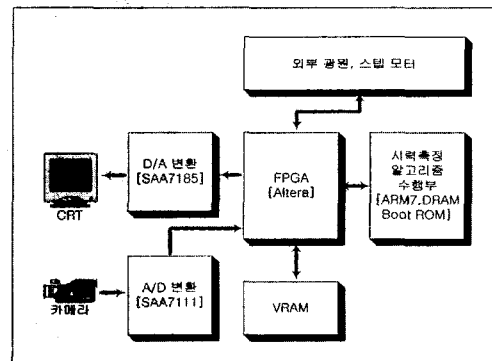 외부 광원, 스텝 모터
D/A 변환
[SAA7185]
FPGA
[Altera]
시력측정
알고리즘
수행부
[ARM7,DRAM
Boot ROM]
CRT
A/D 변환
[SAA7111]
카메라
VRAM